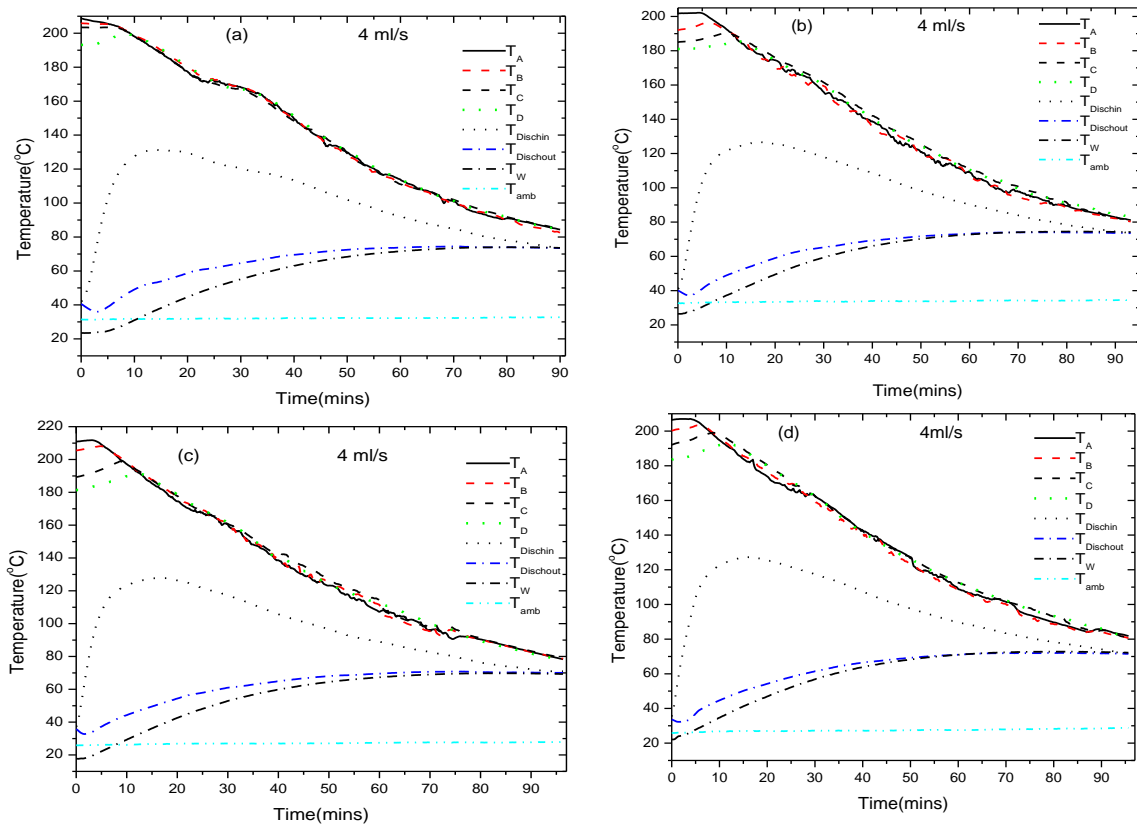 (a) 4 ml/s
T_A
T_B
T_C
T_D
T_Dischin
T_Dischout
T_W
T_amb
200
180
160
140
120
100
80
60
40
20
Temperature(°C)
0 10 20 30 40 50 60 70 80 90
Time(mins)
(b) 4 ml/s
T_A
T_B
T_C
T_D
T_Dischin
T_Dischout
T_W
T_amb
200
180
160
140
120
100
80
60
40
20
Temperature(°C)
0 10 20 30 40 50 60 70 80 90
Time(mins)
(c) 4 ml/s
T_A
T_B
T_C
T_D
T_Dischin
T_Dischout
T_W
T_amb
220
200
180
160
140
120
100
80
60
40
20
Temperature(°C)
0 10 20 30 40 50 60 70 80 90
Time(mins)
(d) 4ml/s
T_A
T_B
T_C
T_D
T_Dischin
T_Dischout
T_W
T_amb
200
180
160
140
120
100
80
60
40
20
Temperature(°C)
0 10 20 30 40 50 60 70 80 90
Time(mins)